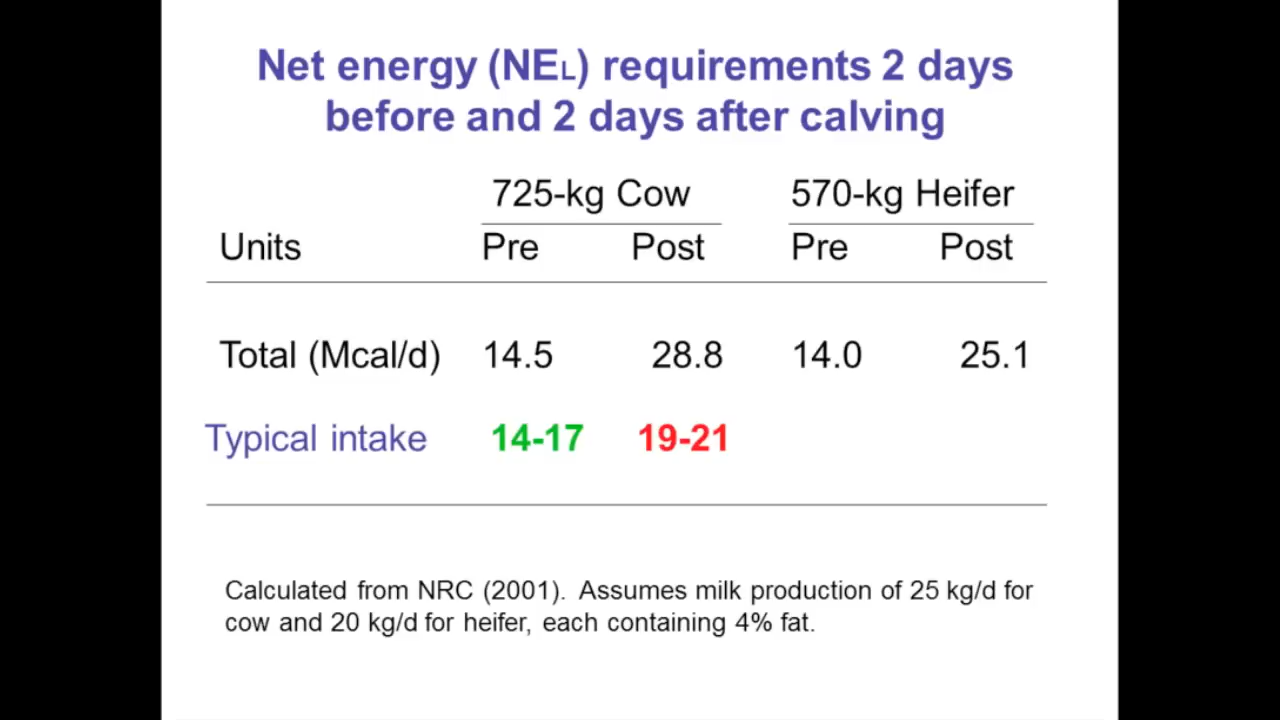 Net energy (NEL) requirements 2 days
before and 2 days after calving
725-kg Cow 570-kg Heifer
Units Pre Post Pre Post
Total (Mcal/d) 14.5 28.8 14.0 25.1
Typical intake 14-17 19-21
Calculated from NRC (2001). Assumes milk production of 25 kg/d for
cow and 20 kg/d for heifer, each containing 4% fat.